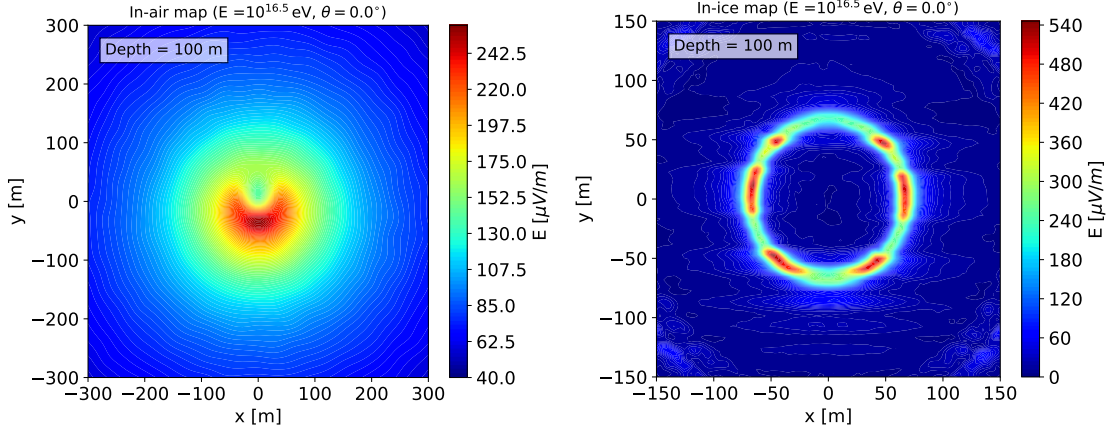 In-air map (E =10^16.5 eV, θ = 0.0°)
Depth = 100 m
300
200
100
0
−100
−200
−300
−300 −200 −100 0 100 200 300
x [m]
y [m]
242.5
220.0
197.5
175.0
152.5
130.0
107.5
85.0
62.5
40.0
E [μV/m]
In-ice map (E =10^16.5 eV, θ = 0.0°)
Depth = 100 m
150
100
50
0
−50
−100
−150
−150 −100 −50 0 50 100 150
x [m]
y [m]
540
480
420
360
300
240
180
120
60
0
E [μV/m]